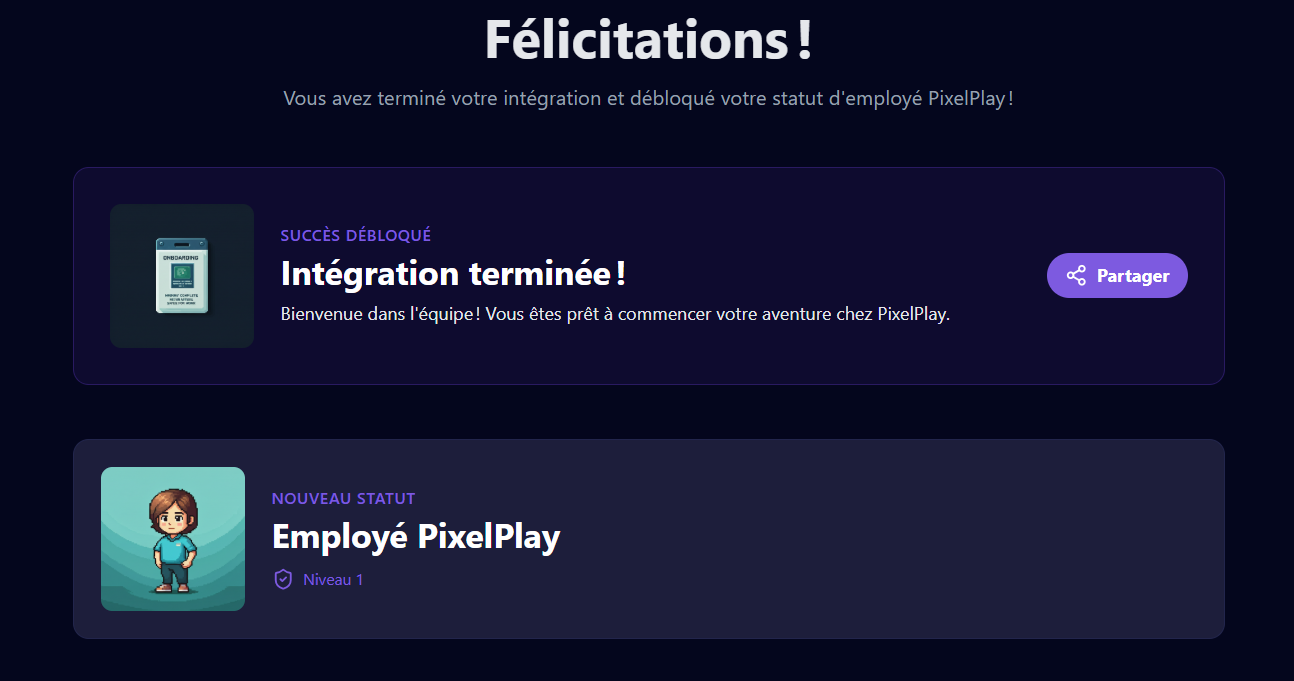 Félicitations !
Vous avez terminé votre intégration et débloqué votre statut d'employé PixelPlay !
ONBOARDING
SUCCÈS DÉBLOQUÉ
Intégration terminée !
Bienvenue dans l'équipe ! Vous êtes prêt à commencer votre aventure chez PixelPlay.
Partager
NOUVEAU STATUT
Employé PixelPlay
Niveau 1